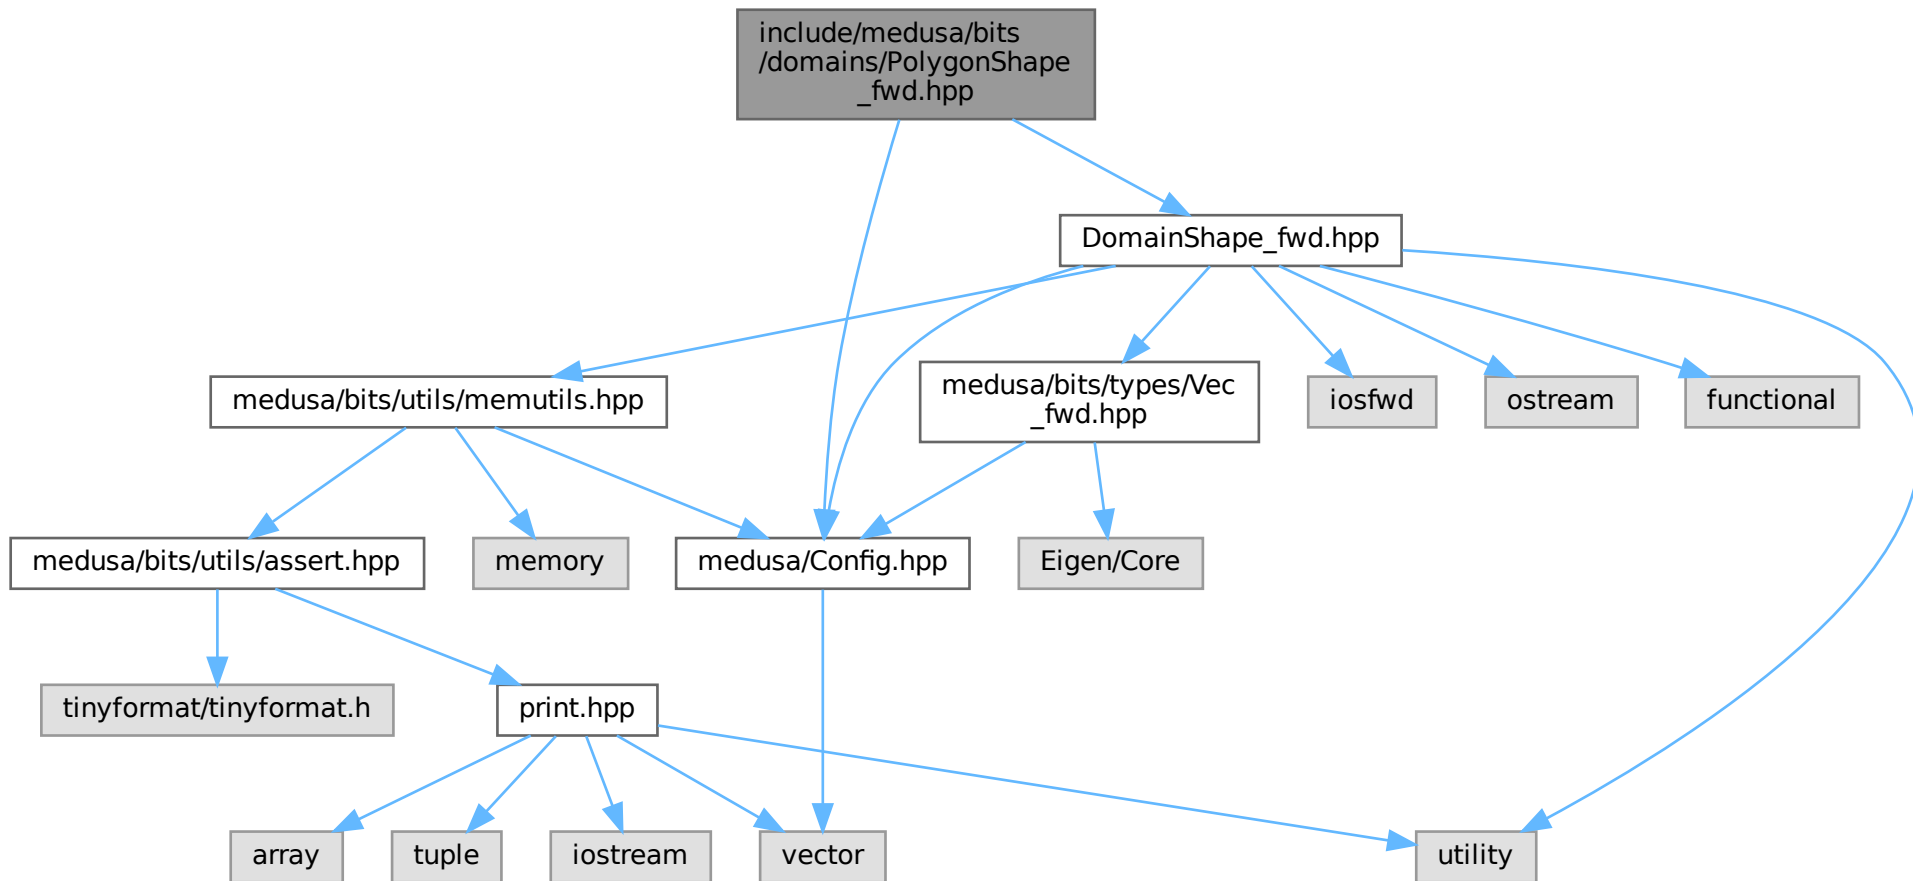 include/medusa/bits
/domains/PolygonShape
_fwd.hpp
DomainShape_fwd.hpp
medusa/bits/utils/memutils.hpp
medusa/bits/types/Vec
_fwd.hpp
iosfwd
ostream
functional
medusa/bits/utils/assert.hpp
memory
medusa/Config.hpp
Eigen/Core
tinyformat/tinyformat.h
print.hpp
array
tuple
iostream
vector
utility